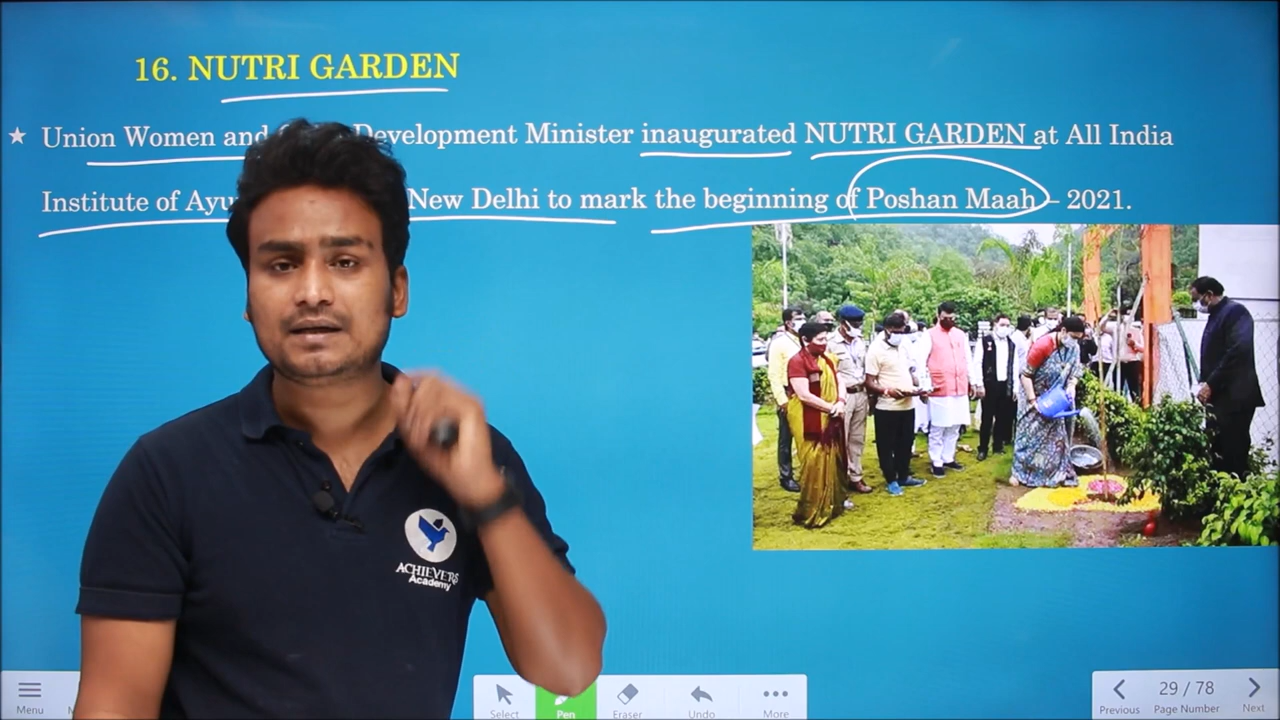 16. NUTRI GARDEN
★ Union Women and Development Minister inaugurated NUTRI GARDEN at All India
Institute of New Delhi to mark the beginning of Poshan Maah – 2021.
ACHIEVERS
Academy
Menu
Select
Pen
Eraser
Undo
More
Previous
29 / 78
Page Number
Next